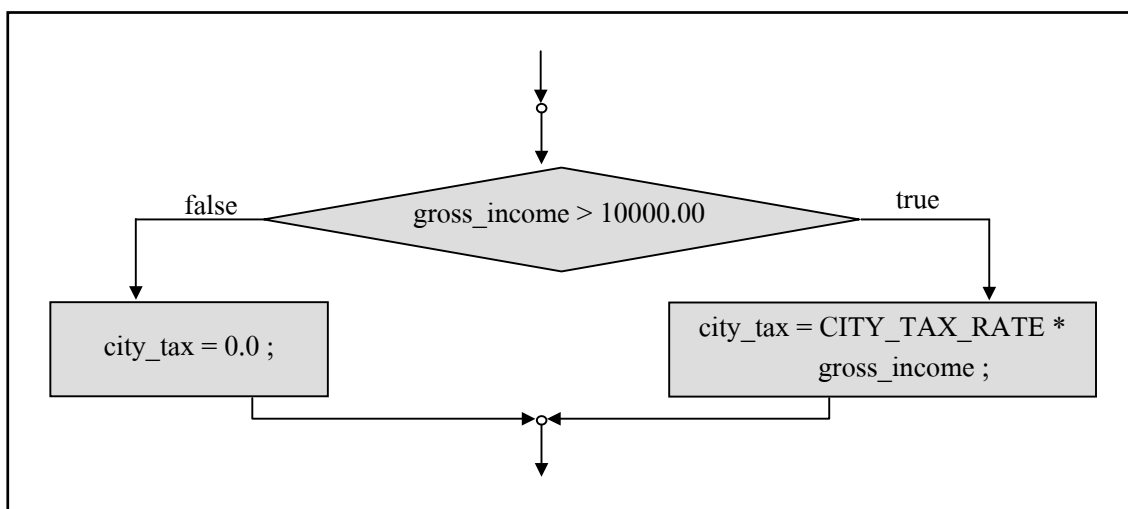 gross_income > 10000.00
false
true
city_tax = 0.0 ;
city_tax = CITY_TAX_RATE *
gross_income ;